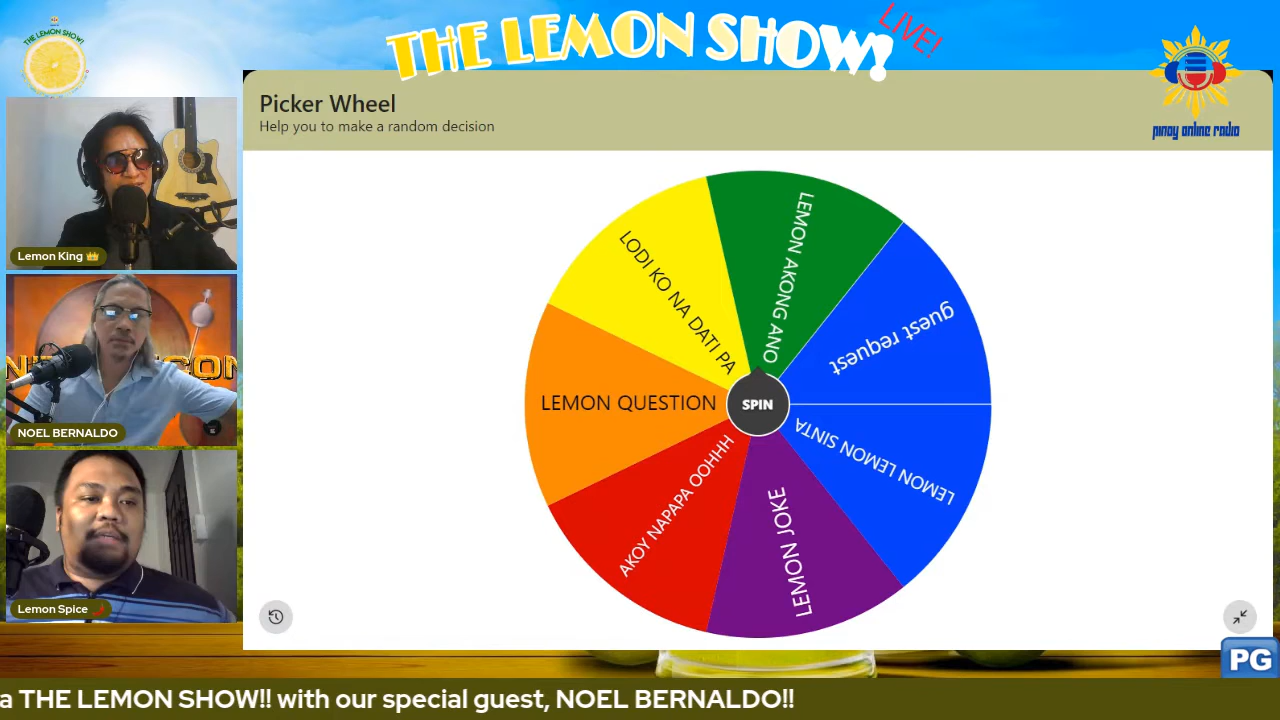 THE LEMON SHOW!
LIVE!
THE LEMON SHOW!
pinoy online radio
Picker Wheel
Help you to make a random decision
Lemon King
NOEL BERNALDO
Lemon Spice
LODI KO NA DATI PA
LEMON AKONG ANO
guest request
LEMON QUESTION
SPIN
LEMON LEMON SINTA
AKOY NAPAPA OOHHH
LEMON JOKE
PG
a THE LEMON SHOW!! with our special guest, NOEL BERNALDO!!